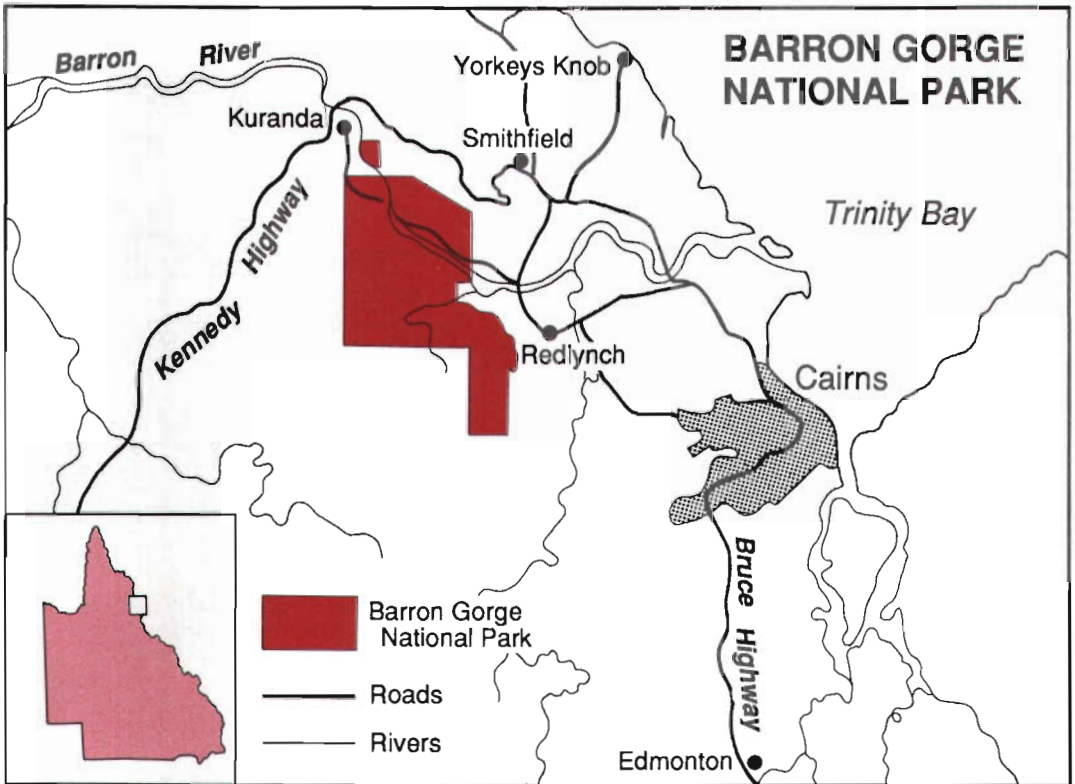 BARRON GORGE
NATIONAL PARK
Barron River
Yorkeys Knob
Kuranda
Smithfield
Trinity Bay
Kennedy Highway
Redlynch
Cairns
Bruce Highway
Edmonton
Barron Gorge
National Park
Roads
Rivers